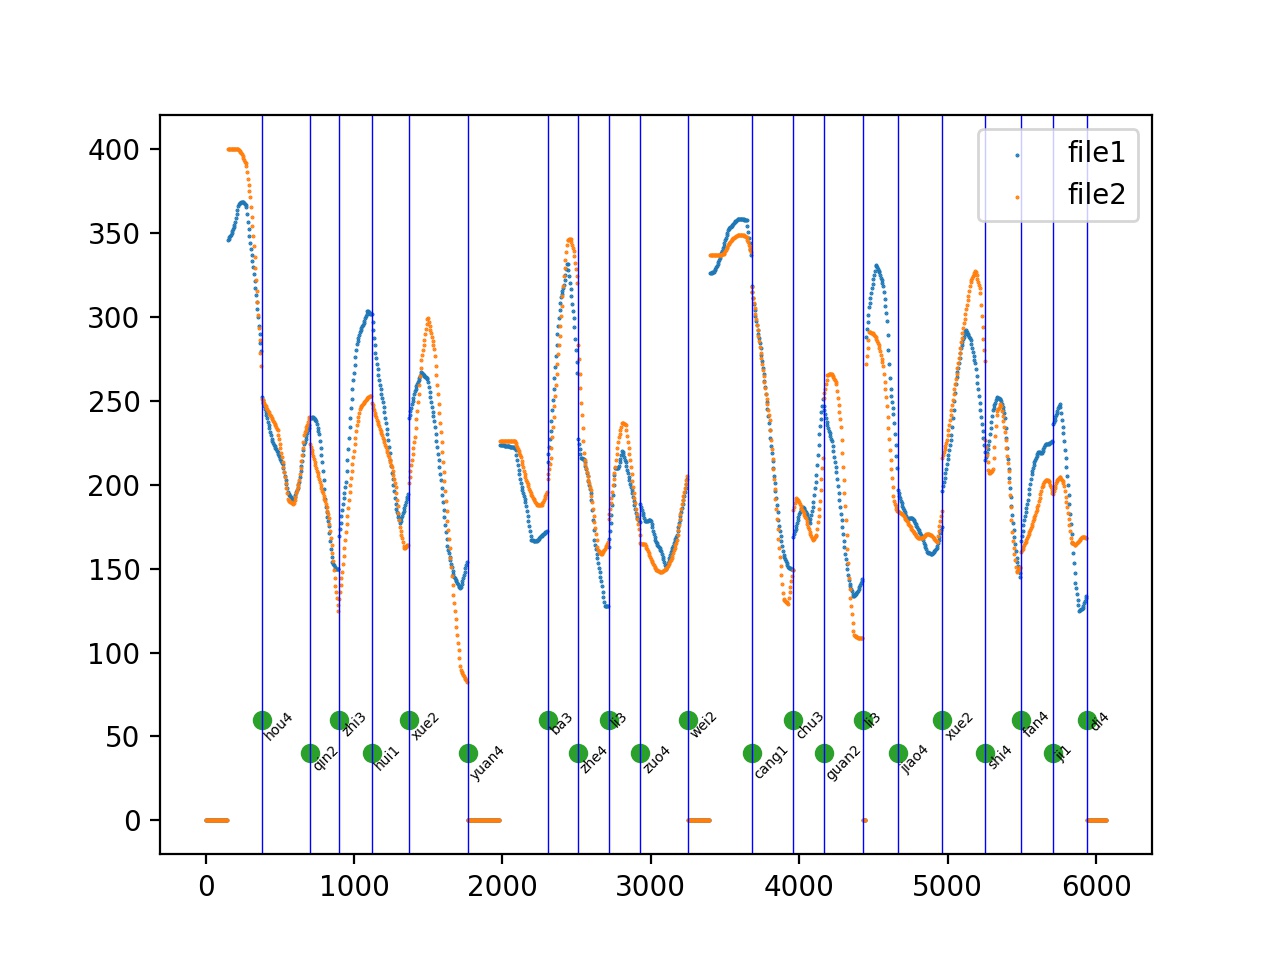 file1
file2
400
350
300
250
200
150
100
50
0
hou4
zhi3
xue2
ba3
li3
wei2
chu3
li3
xue2
fan4
di4
qin2
hui1
yuan4
zhe4
zuo4
cang1
guan2
jiao4
shi4
ji1
0 1000 2000 3000 4000 5000 6000